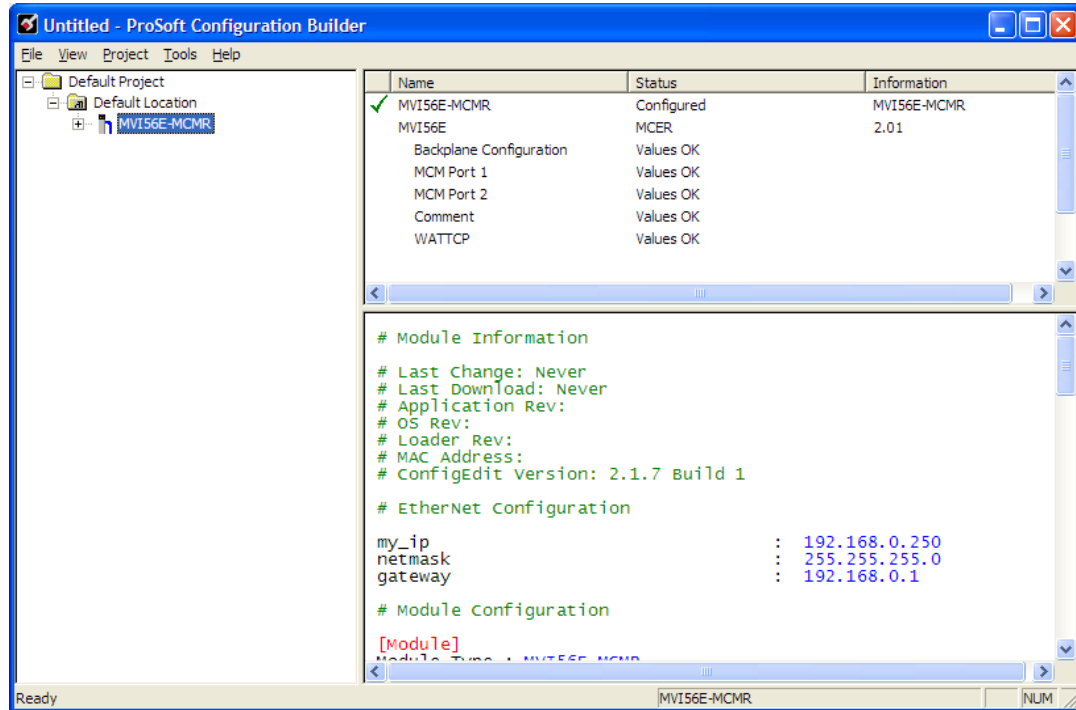 Untitled - ProSoft Configuration Builder
File View Project Tools Help
Default Project
Default Location
MVI56E-MCMR
Name Status Information
MVI56E-MCMR Configured MVI56E-MCMR
MVI56E MCER 2.01
Backplane Configuration Values OK
MCM Port 1 Values OK
MCM Port 2 Values OK
Comment Values OK
WATTCP Values OK
# Module Information
# Last Change: Never
# Last Download: Never
# Application Rev:
# OS Rev:
# Loader Rev:
# MAC Address:
# ConfigEdit Version: 2.1.7 Build 1
# EtherNet Configuration
my_ip : 192.168.0.250
netmask : 255.255.255.0
gateway : 192.168.0.1
# Module Configuration
[Module]
Module Type : MVI56E-MCMR
Ready MVI56E-MCMR NUM